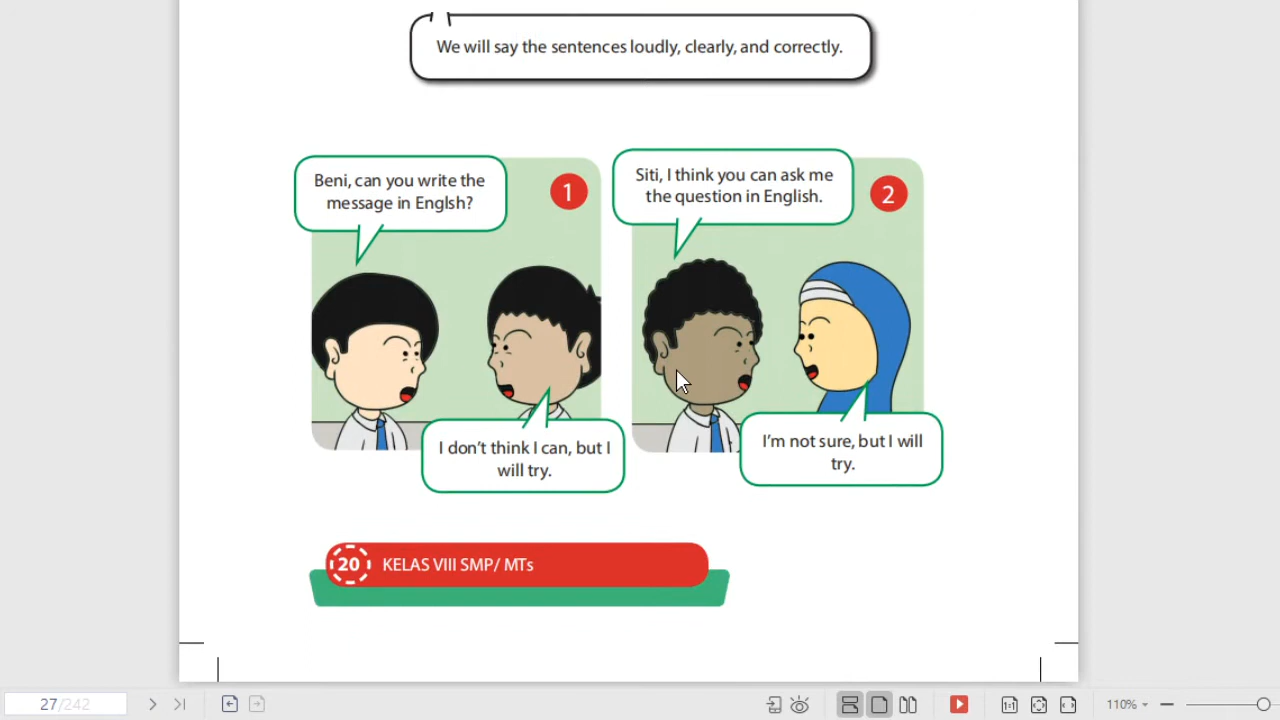 We will say the sentences loudly, clearly, and correctly.
Beni, can you write the
message in Englsh?
1
I don't think I can, but I
will try.
Siti, I think you can ask me
the question in English.
2
I'm not sure, but I will
try.
20 KELAS VIII SMP/ MTs
27/242
1:1
110%